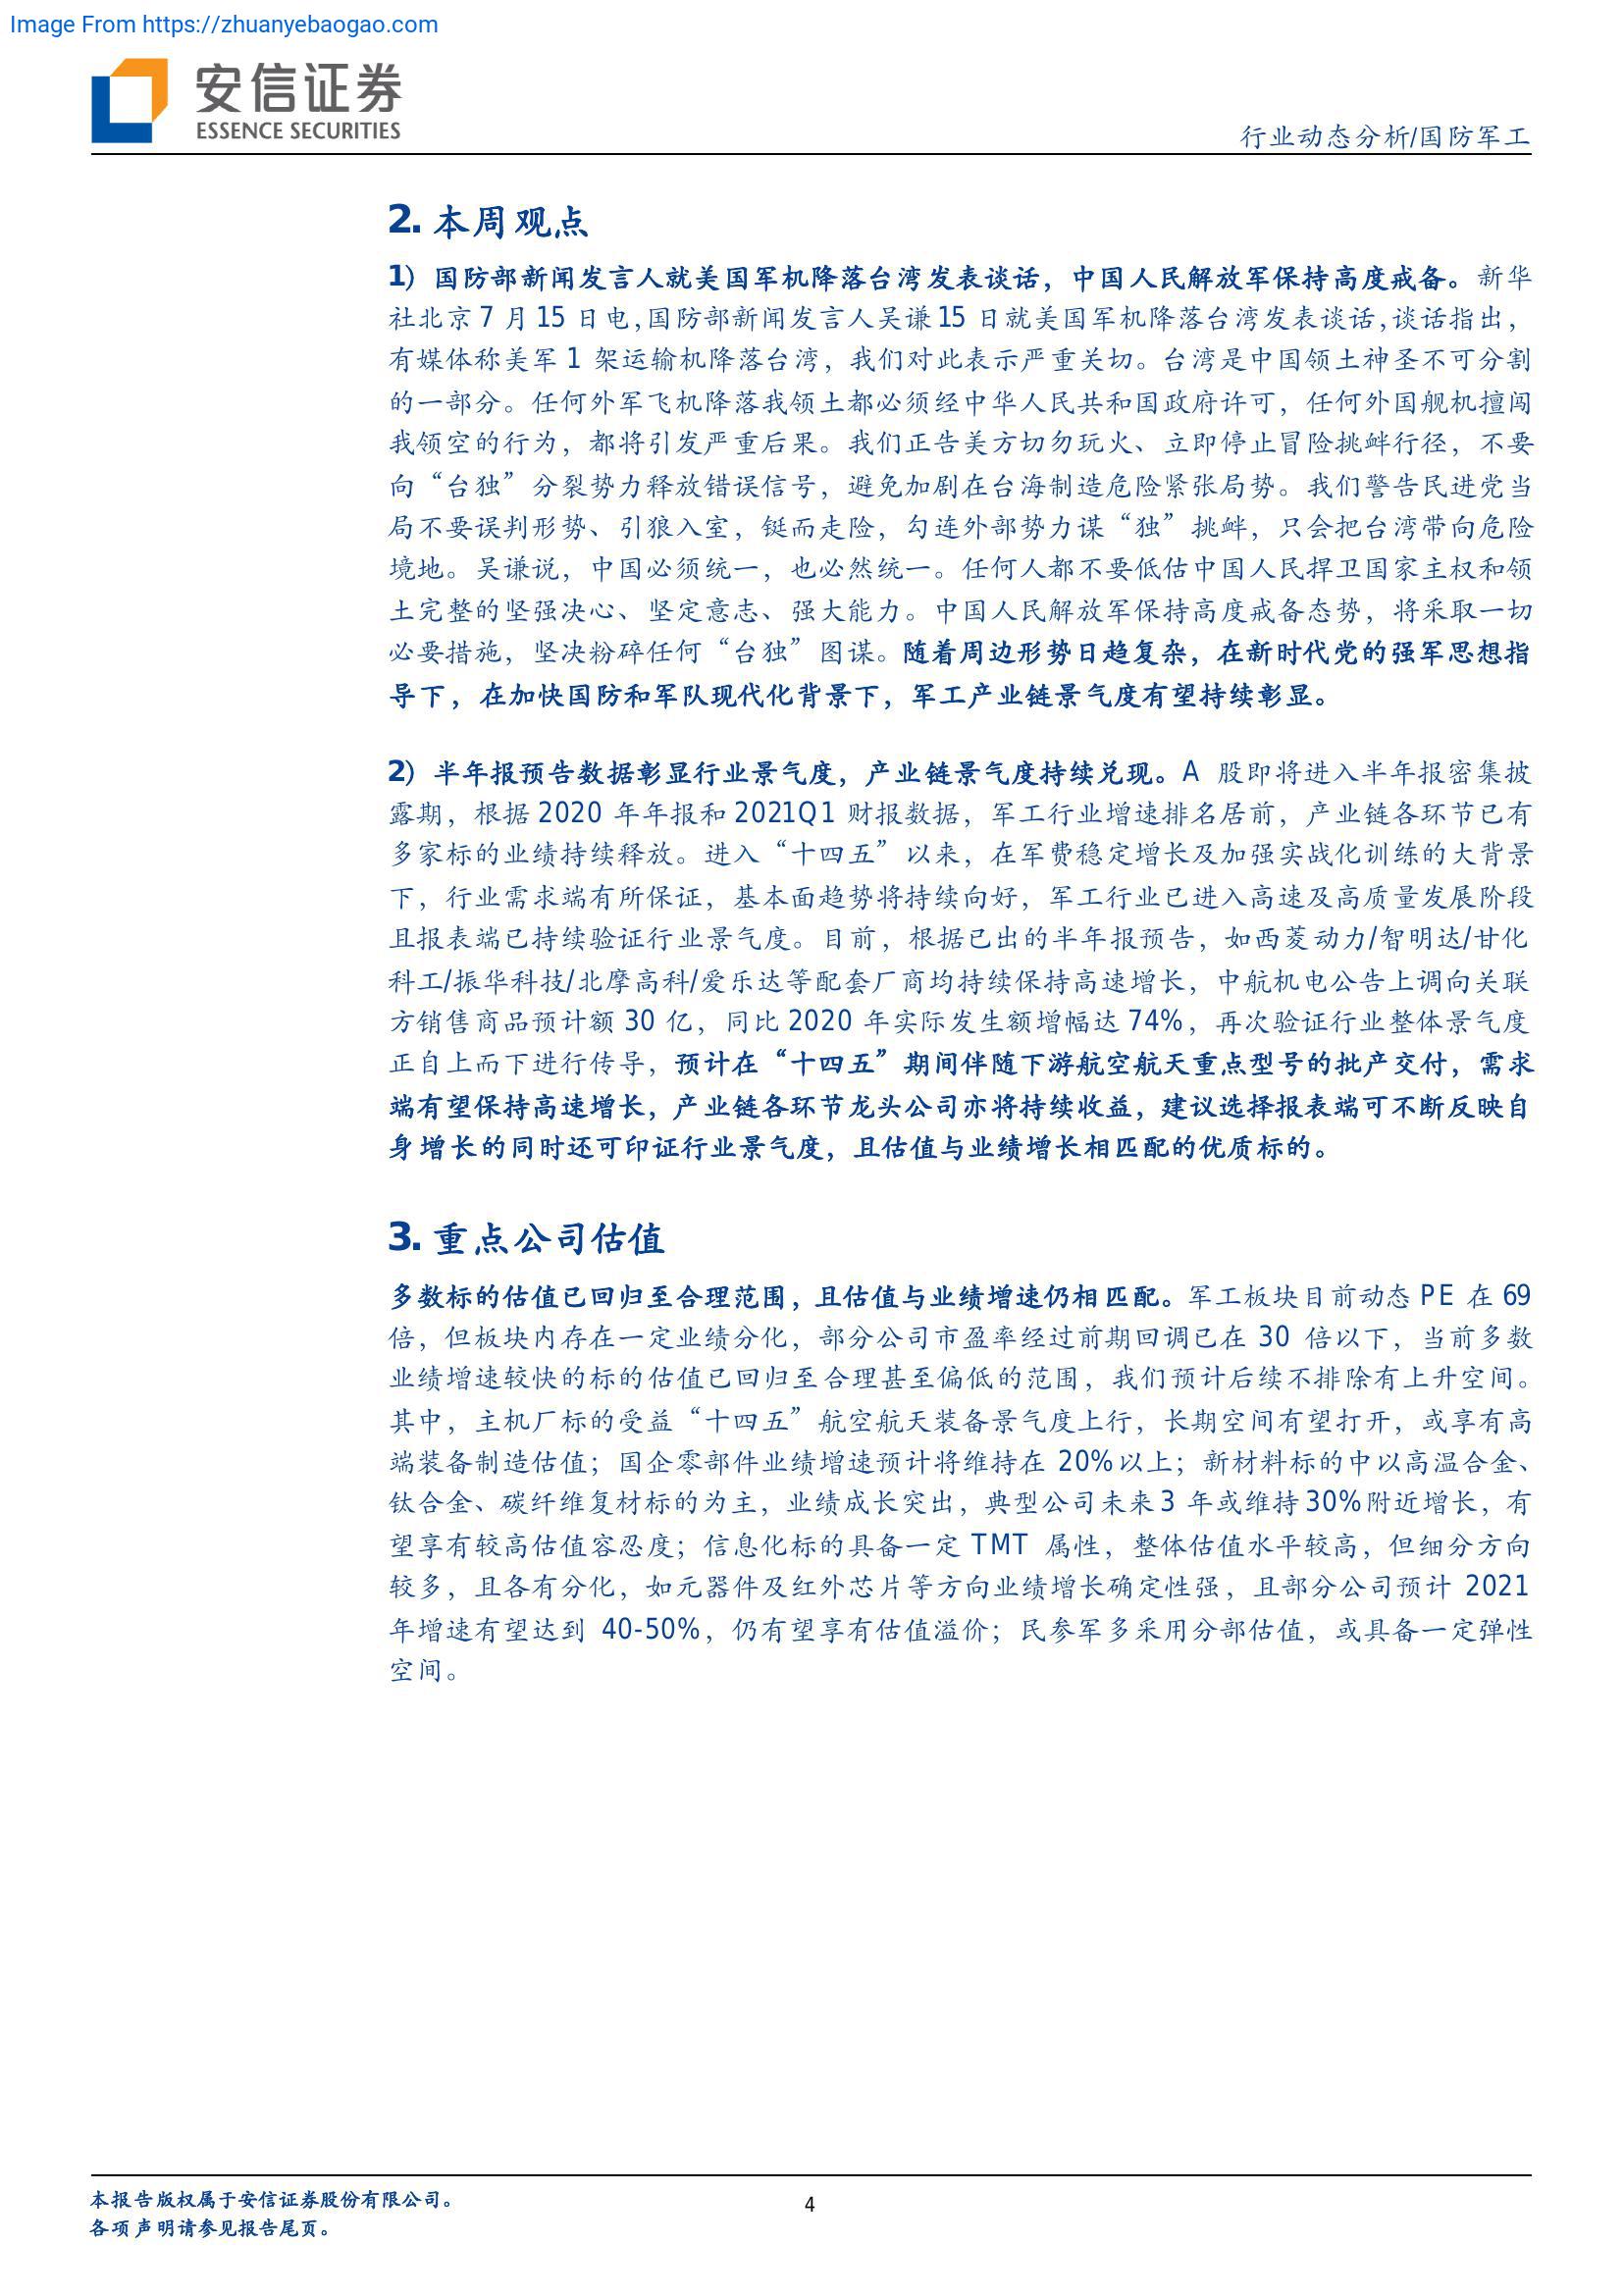 Image From https://zhuanyebaogao.com
安信证券
ESSENCE SECURITIES
行业动态分析/国防军工
2. 本周观点
1）国防部新闻发言人就美国军机降落台湾发表谈话，中国人民解放军保持高度戒备。新华
社北京 7 月 15 日电,国防部新闻发言人吴谦 15 日就美国军机降落台湾发表谈话,谈话指出，
有媒体称美军 1 架运输机降落台湾，我们对此表示严重关切。台湾是中国领土神圣不可分割
的一部分。任何外军飞机降落我领土都必须经中华人民共和国政府许可，任何外国舰机擅闯
我领空的行为，都将引发严重后果。我们正告美方切勿玩火、立即停止冒险挑衅行径，不要
向“台独”分裂势力释放错误信号，避免加剧在台海制造危险紧张局势。我们警告民进党当
局不要误判形势、引狼入室，铤而走险，勾连外部势力谋“独”挑衅，只会把台湾带向危险
境地。吴谦说，中国必须统一，也必然统一。任何人都不要低估中国人民捍卫国家主权和领
土完整的坚强决心、坚定意志、强大能力。中国人民解放军保持高度戒备态势，将采取一切
必要措施，坚决粉碎任何“台独”图谋。随着周边形势日趋复杂，在新时代党的强军思想指
导下，在加快国防和军队现代化背景下，军工产业链景气度有望持续彰显。
2）半年报预告数据彰显行业景气度，产业链景气度持续兑现。A 股即将进入半年报密集披
露期，根据 2020 年年报和 2021Q1 财报数据，军工行业增速排名居前，产业链各环节已有
多家标的业绩持续释放。进入“十四五”以来，在军费稳定增长及加强实战化训练的大背景
下，行业需求端有所保证，基本面趋势将持续向好，军工行业已进入高速及高质量发展阶段
且报表端已持续验证行业景气度。目前，根据已出的半年报预告，如西菱动力/智明达/甘化
科工/振华科技/北摩高科/爱乐达等配套厂商均持续保持高速增长，中航机电公告上调向关联
方销售商品预计额 30 亿，同比 2020 年实际发生额增幅达 74%，再次验证行业整体景气度
正自上而下进行传导，预计在“十四五”期间伴随下游航空航天重点型号的批产交付，需求
端有望保持高速增长，产业链各环节龙头公司亦将持续收益，建议选择报表端可不断反映自
身增长的同时还可印证行业景气度，且估值与业绩增长相匹配的优质标的。
3. 重点公司估值
多数标的估值已回归至合理范围，且估值与业绩增速仍相匹配。军工板块目前动态 PE 在 69
倍，但板块内存在一定业绩分化，部分公司市盈率经过前期回调已在 30 倍以下，当前多数
业绩增速较快的标的估值已回归至合理甚至偏低的范围，我们预计后续不排除有上升空间。
其中，主机厂标的受益“十四五”航空航天装备景气度上行，长期空间有望打开，或享有高
端装备制造估值；国企零部件业绩增速预计将维持在 20%以上；新材料标的中以高温合金、
钛合金、碳纤维复材标的为主，业绩成长突出，典型公司未来 3 年或维持 30%附近增长，有
望享有较高估值容忍度；信息化标的具备一定 TMT 属性，整体估值水平较高，但细分方向
较多，且各有分化，如元器件及红外芯片等方向业绩增长确定性强，且部分公司预计 2021
年增速有望达到 40-50%，仍有望享有估值溢价；民参军多采用分部估值，或具备一定弹性
空间。
本报告版权属于安信证券股份有限公司。
4
各项声明请参见报告尾页。